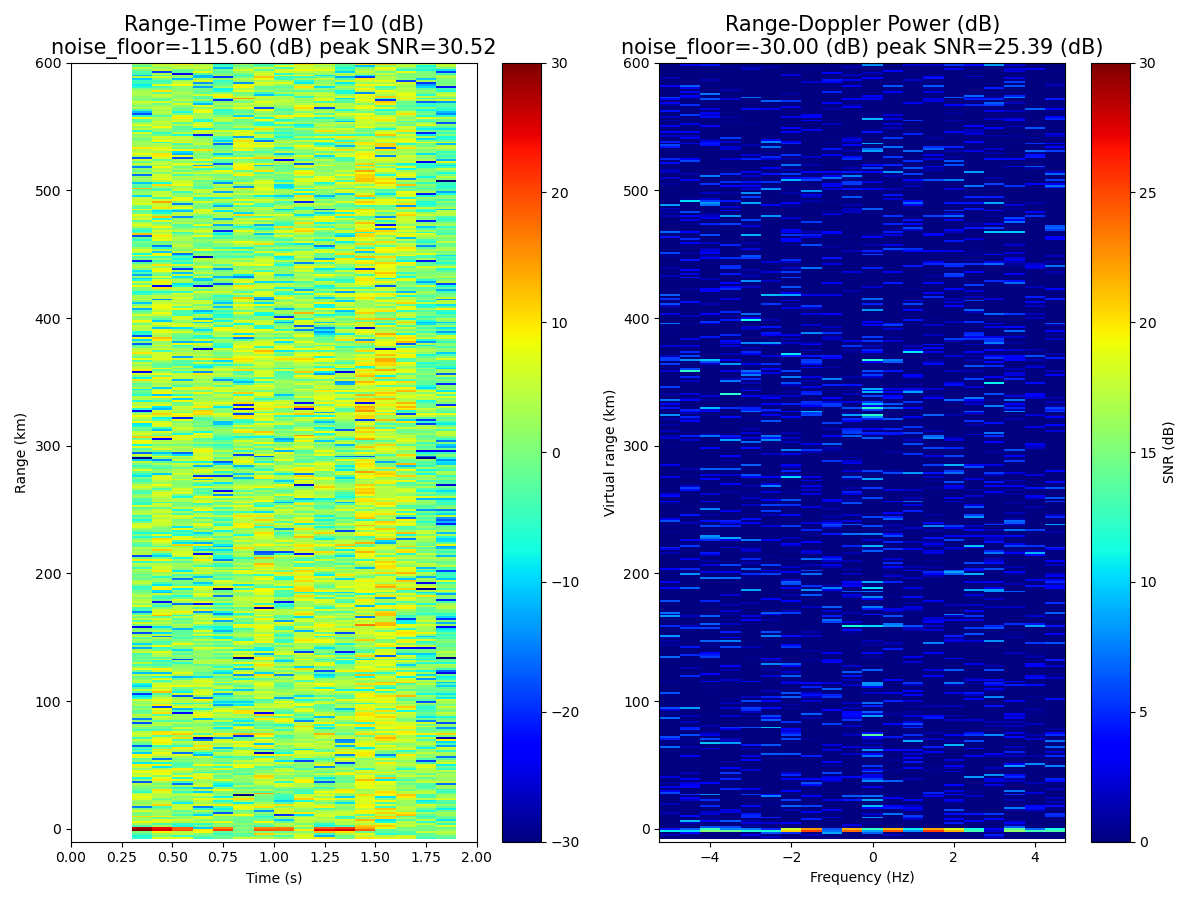 Range-Time Power f=10 (dB)
noise_floor=-115.60 (dB) peak SNR=30.52
Range-Doppler Power (dB)
noise_floor=-30.00 (dB) peak SNR=25.39 (dB)
600
500
400
300
200
100
0
Range (km)
0.00 0.25 0.50 0.75 1.00 1.25 1.50 1.75 2.00
Time (s)
30
20
10
0
−10
−20
−30
600
500
400
300
200
100
0
Virtual range (km)
−4 −2 0 2 4
Frequency (Hz)
30
25
20
15
10
5
0
SNR (dB)